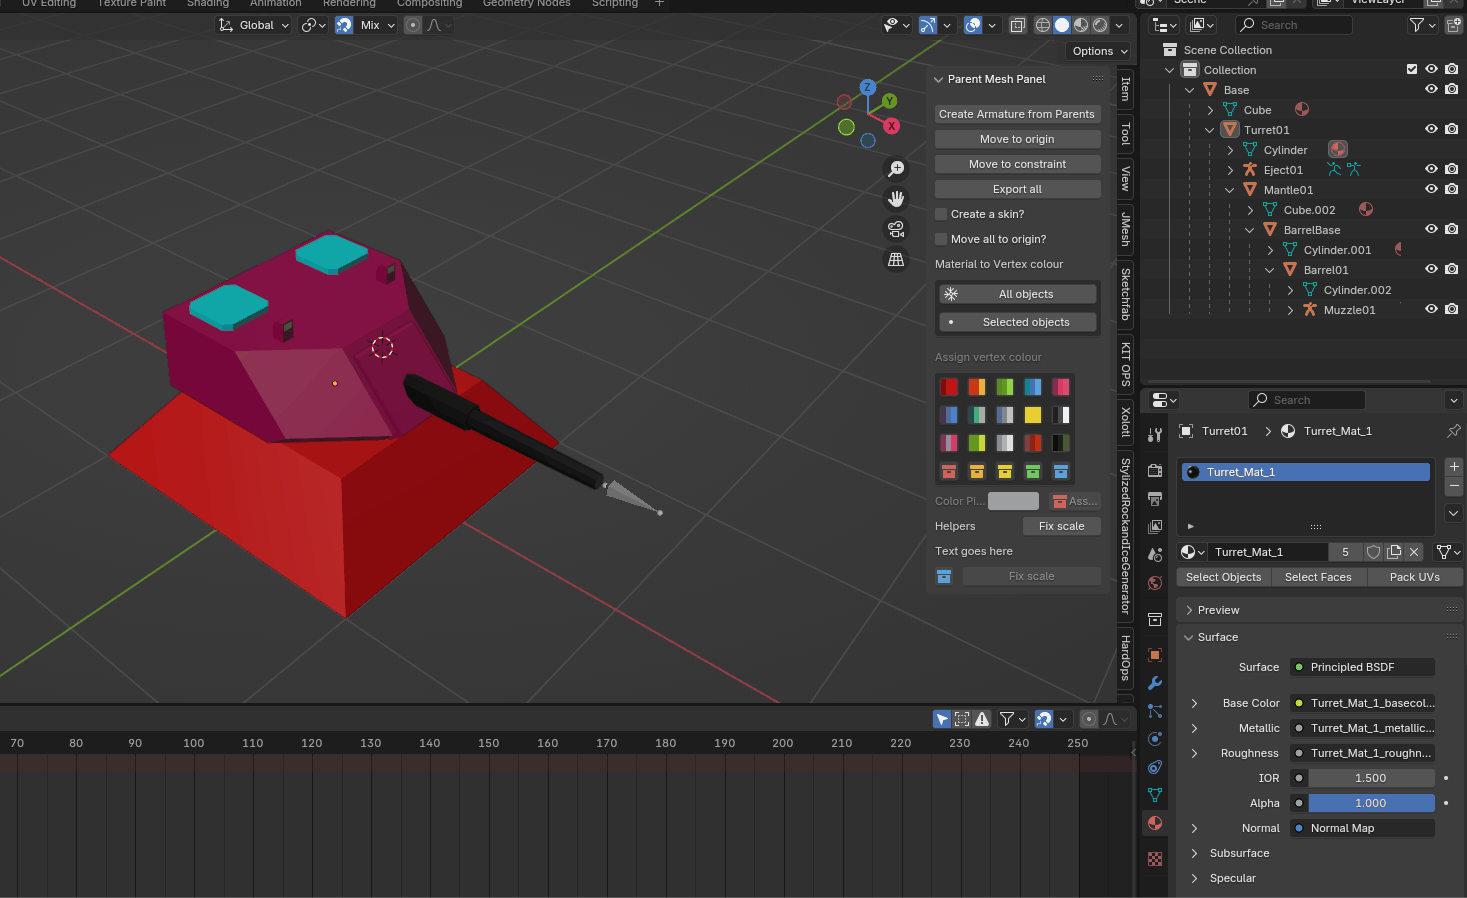 UV Editing Texture Paint Shading Animation Rendering Compositing Geometry Nodes Scripting +
Scene ViewLayer
Global Mix
Search
Options
Parent Mesh Panel
Create Armature from Parents
Move to origin
Move to constraint
Export all
Create a skin?
Move all to origin?
Material to Vertex colour
All objects
Selected objects
Assign vertex colour
Color Pi... Ass...
Helpers Fix scale
Text goes here
Fix scale
Z
Y
X
Item
Tool
View
JMesh
Sketchfab
KIT OPS
Xolotl
StylizedRockandIceGenerator
HardOps
Scene Collection
Collection
Base
Cube
Turret01
Cylinder
Eject01
Mantle01
Cube.002
BarrelBase
Cylinder.001
Barrel01
Cylinder.002
Muzzle01
Search
Turret01 > Turret_Mat_1
Turret_Mat_1
Turret_Mat_1 5
Select Objects Select Faces Pack UVs
Preview
Surface
Surface Principled BSDF
Base Color Turret_Mat_1_basecol...
Metallic Turret_Mat_1_metallic...
Roughness Turret_Mat_1_roughn...
IOR 1.500
Alpha 1.000
Normal Normal Map
Subsurface
Specular
70 80 90 100 110 120 130 140 150 160 170 180 190 200 210 220 230 240 250